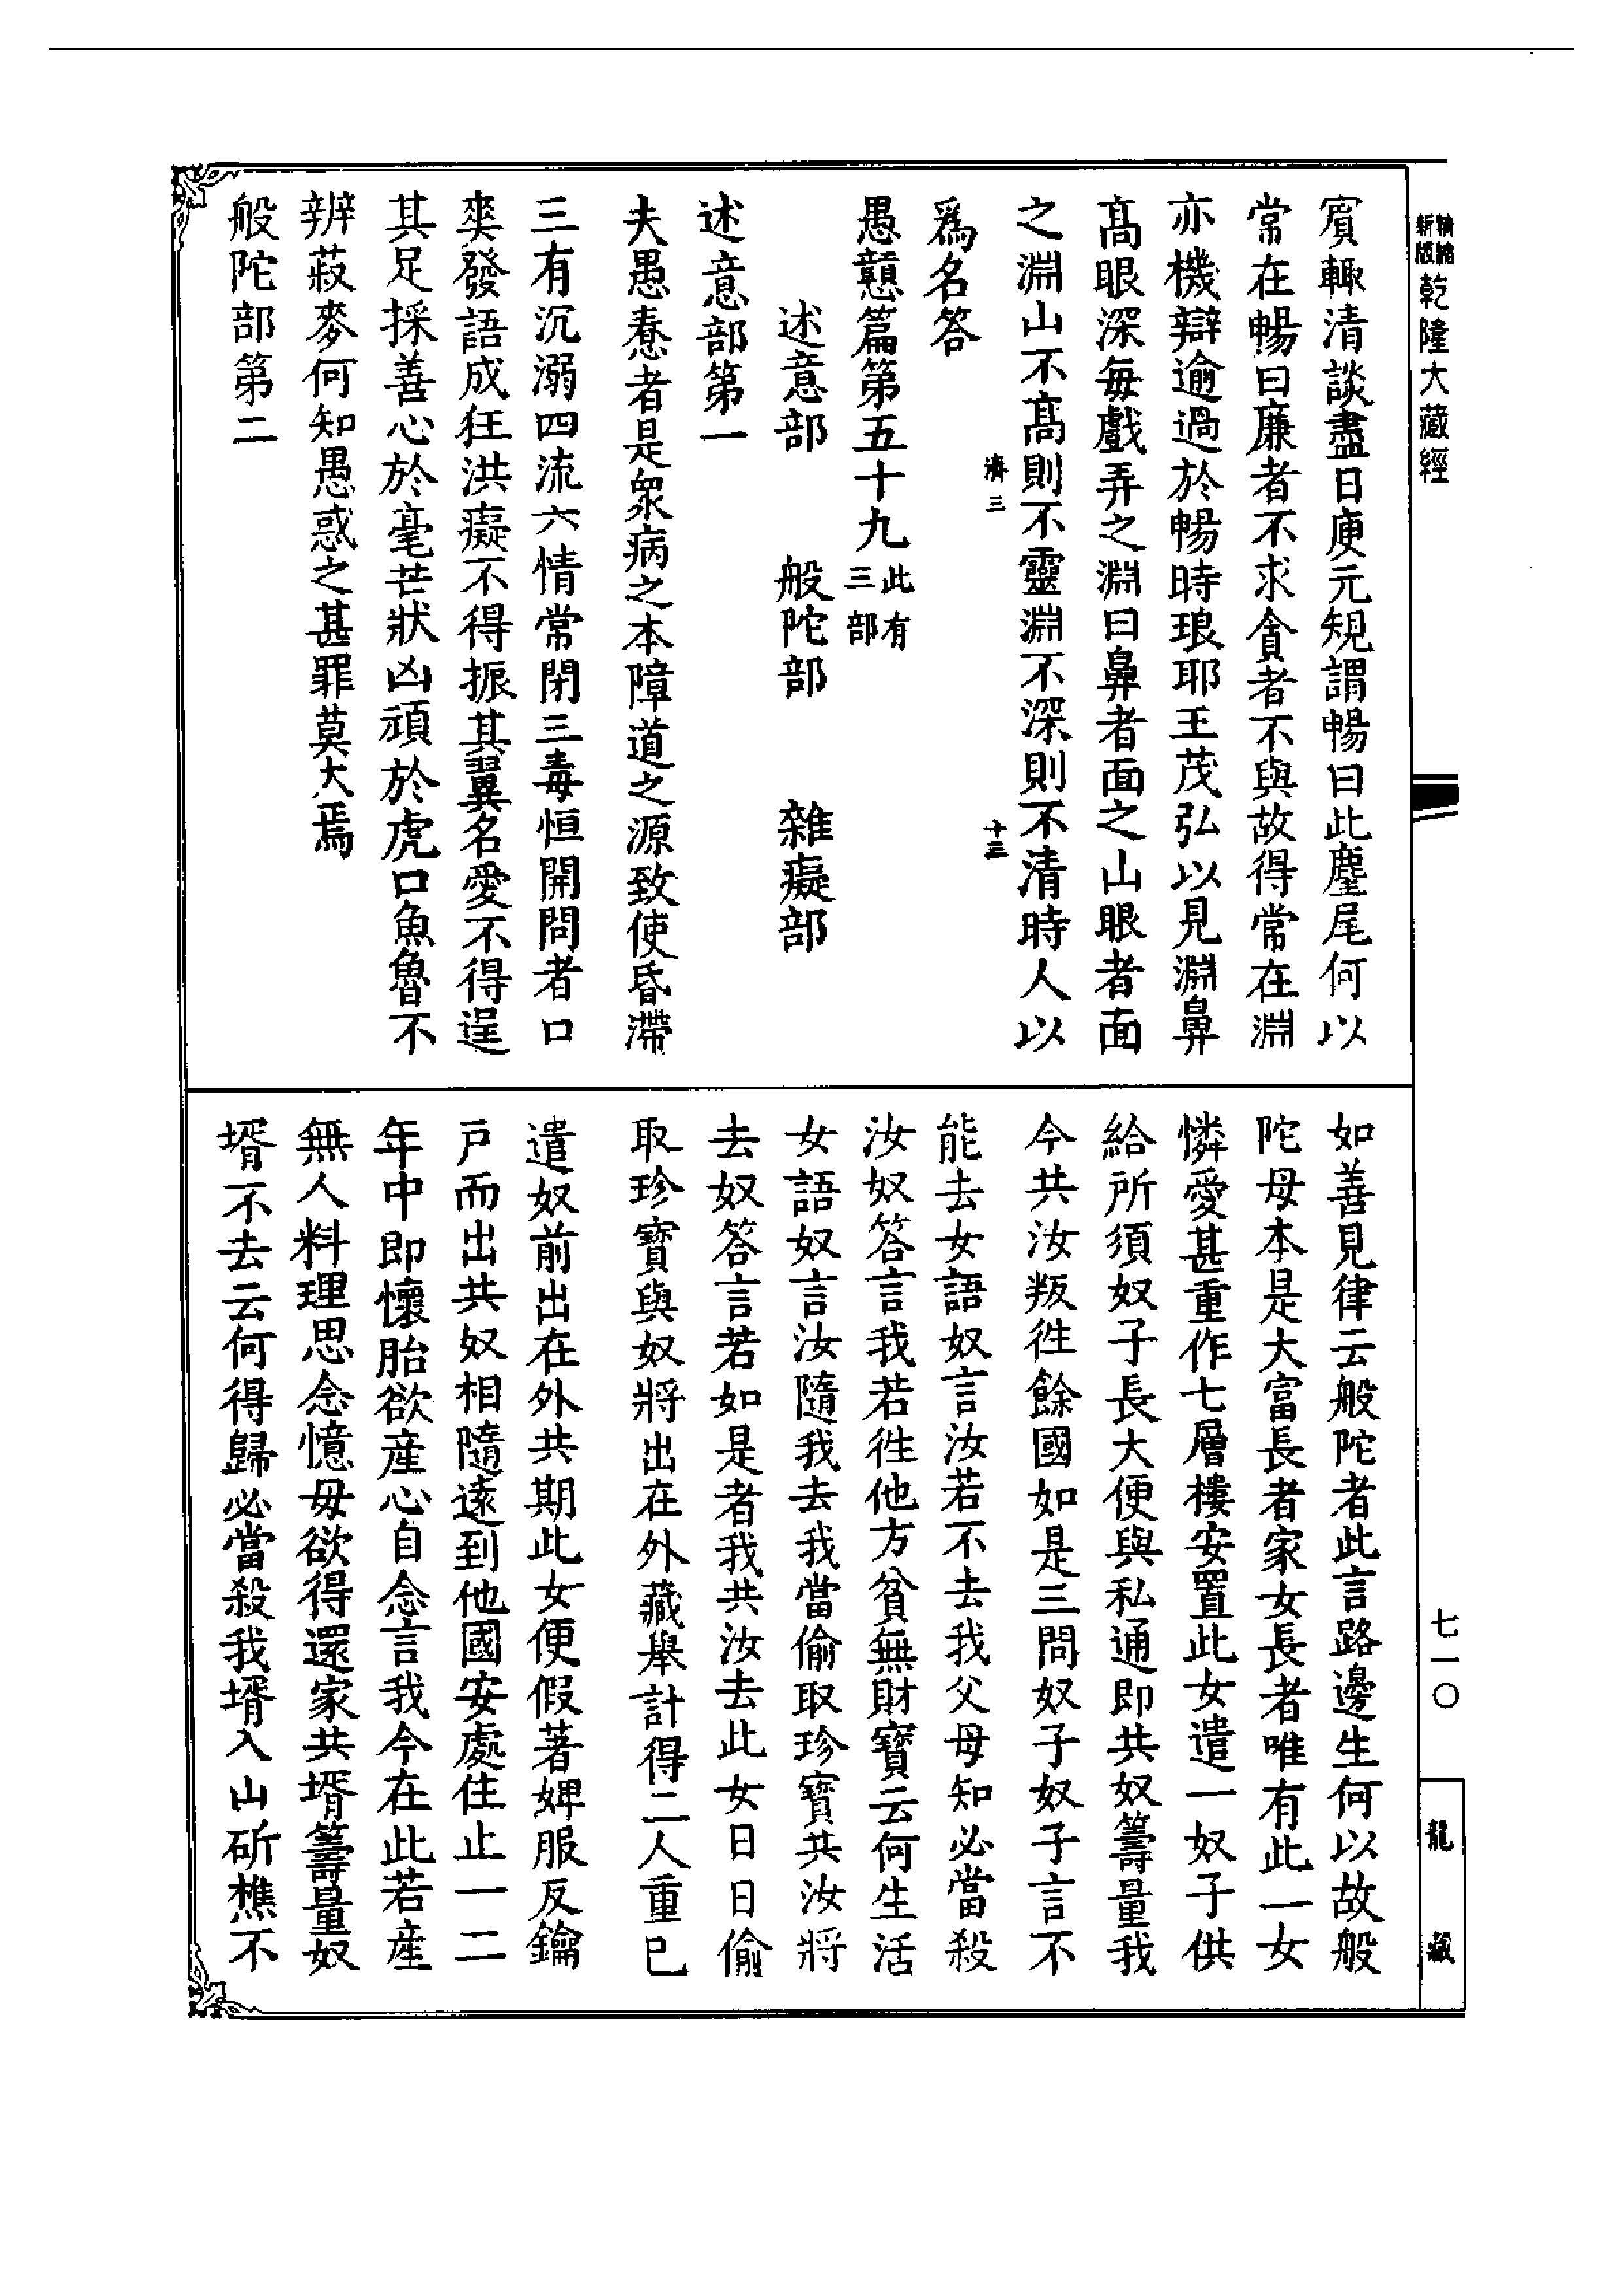 精縮新版
乾隆大藏經
賓輙清談盡日庾元規謂暢曰此麈尾何以
常在暢曰廉者不求貪者不與故得常在淵
亦機辯逾過於暢暢時琅耶王茂弘以見淵鼻
髙眼深每戲弄之淵曰鼻者面之山眼者面
之淵山不髙則不靈淵不深則不清時人以
濟三
十三
爲名答
愚戇篇第五十九
此有
三部
述意部 般陀部 雜癡部
述意部第一
夫愚惷者是衆病之本障道之源致使昏滯
三有沉溺四流六情常閉三毒恒開問者口
爽發語成狂洪癡不得振其翼名愛不得逞
其足採善心於毫芒狀凶頑於虎口魚魯不
辨菽麥何知愚惑之甚罪莫大焉
般陀部第二
如善見律云般陀者此言路邊生何以故般
陀母本是大富長者家女長者唯有此一女
憐愛甚重作七層樓安置此女遣一奴子供
給所須奴子長大便與私通即共奴籌量我
今共汝叛徃餘國如是三問奴子奴子言不
能去女語奴言汝若不去我父母知必當殺
汝奴答言我若徃他方貧無財寶云何生活
女語奴言汝隨我去我當偷取珍寶共汝將
去奴答言若如是者我共汝去此女日日偷
取珍寶與奴將出在外藏舉計得二人重已
遣奴前出在外共期此女便假著婢服反鑰
戶而出共奴相隨遠到他國安處住止一二
年中即懷胎欲產心自念言我今在此若產
無人料理思念憶母欲得還家共壻籌量奴
壻不去云何得歸必當殺我壻入山斫樵不
七一〇
龍藏